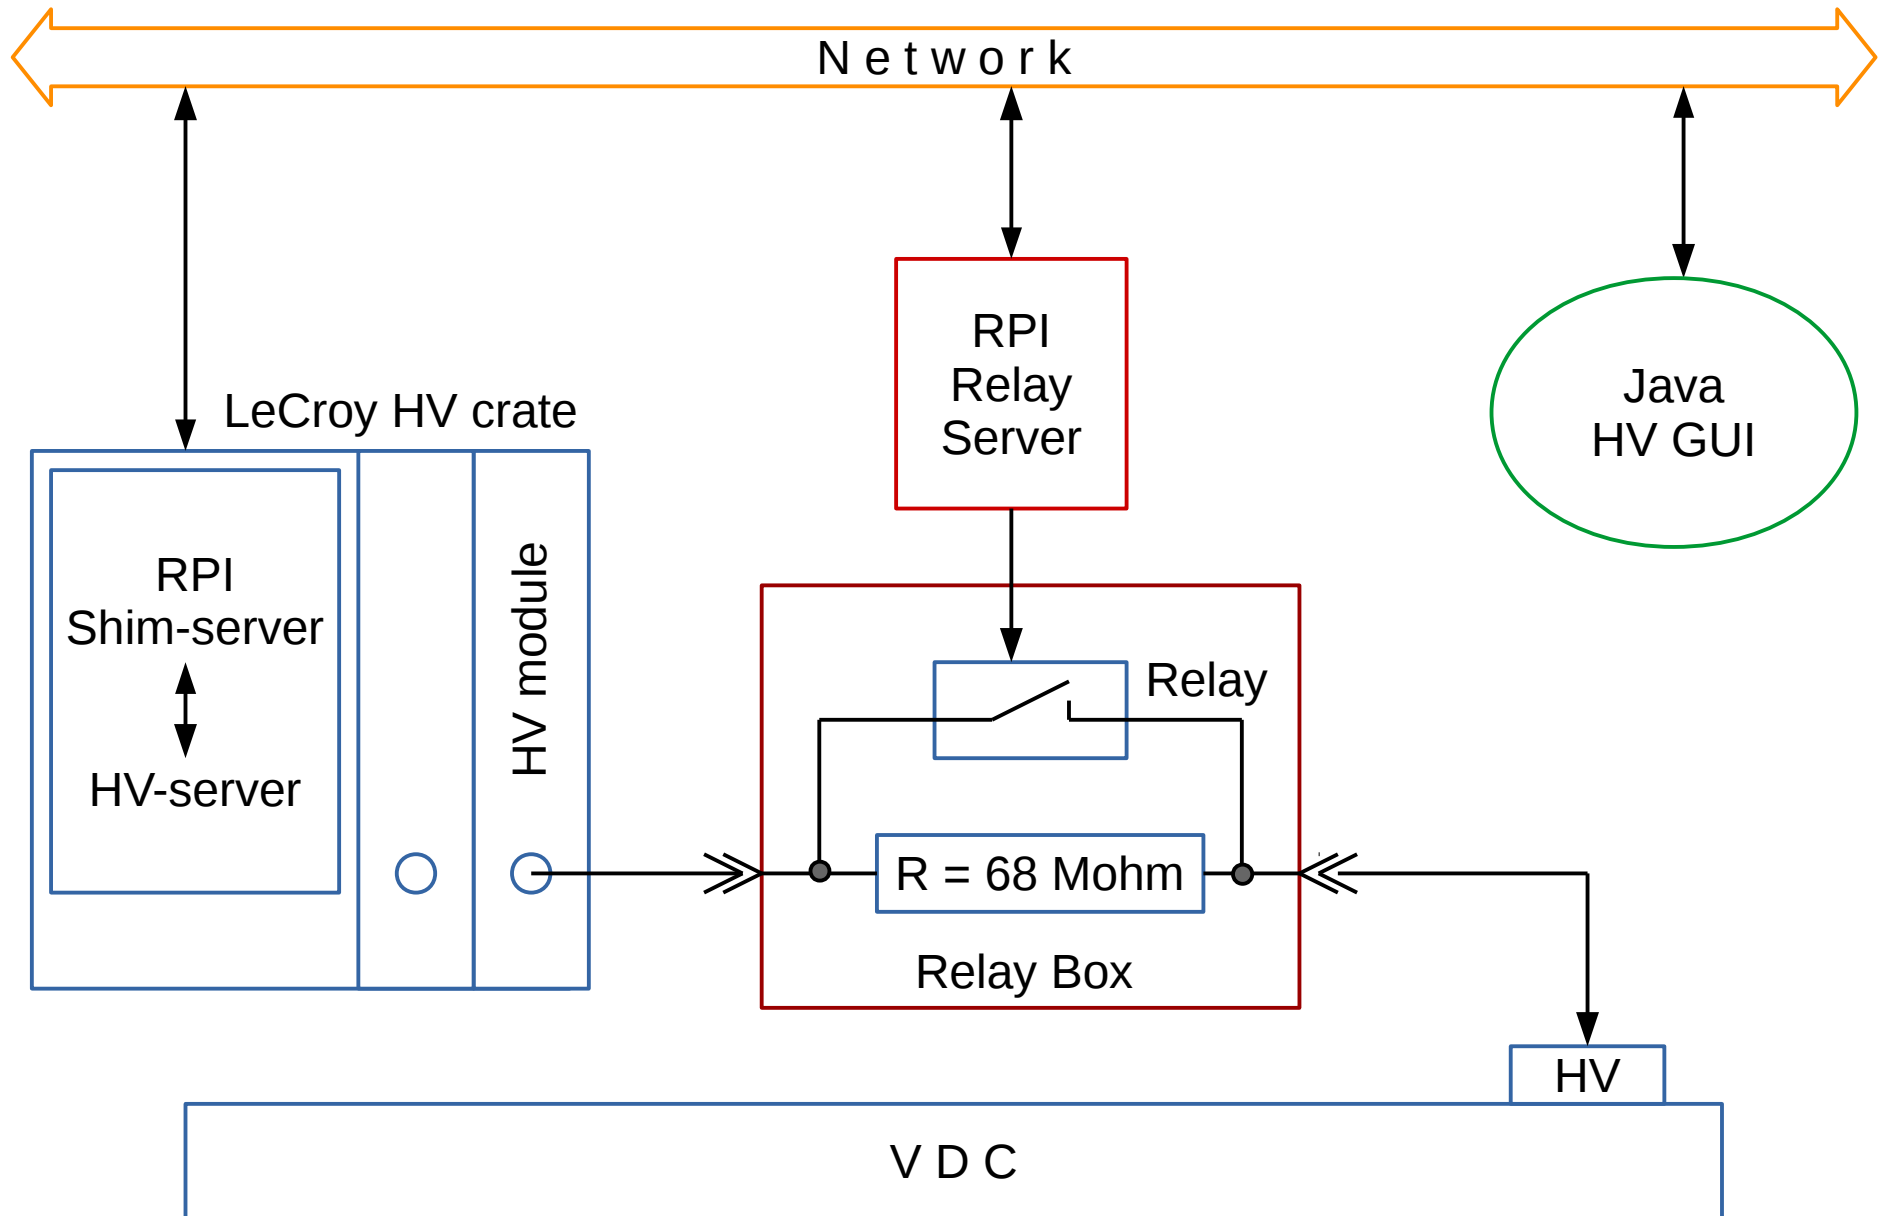 N e t w o r k
LeCroy HV crate
RPI
Shim-server
HV-server
HV module
RPI
Relay
Server
Java
HV GUI
Relay
R = 68 Mohm
Relay Box
HV
V D C